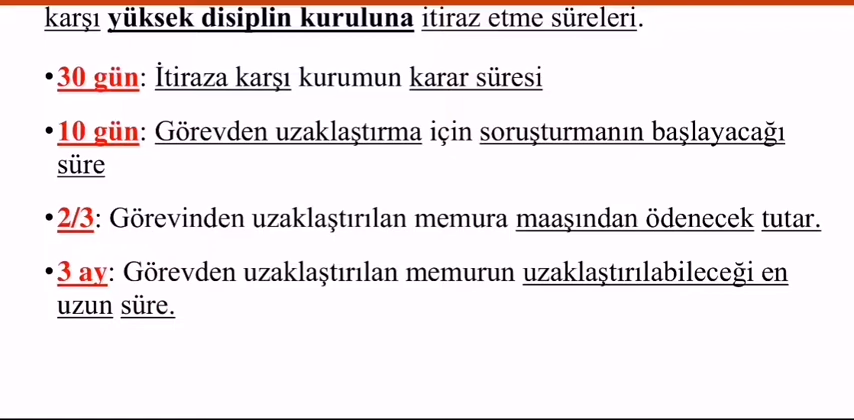 karşı yüksek disiplin kuruluna itiraz etme süreleri.
•30 gün: İtiraza karşı kurumun karar süresi
•10 gün: Görevden uzaklaştırma için soruşturmanın başlayacağı
süre
•2/3: Görevinden uzaklaştırılan memura maaşından ödenecek tutar.
•3 ay: Görevden uzaklaştırılan memurun uzaklaştırılabileceği en
uzun süre.